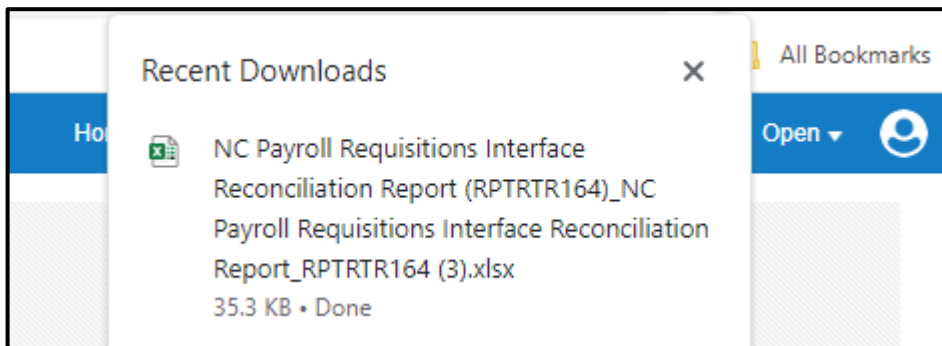 Recent Downloads
All Bookmarks
Open
NC Payroll Requisitions Interface
Reconciliation Report (RPTRTR164)_NC
Payroll Requisitions Interface Reconciliation
Report_RPTRTR164 (3).xlsx
35.3 KB • Done